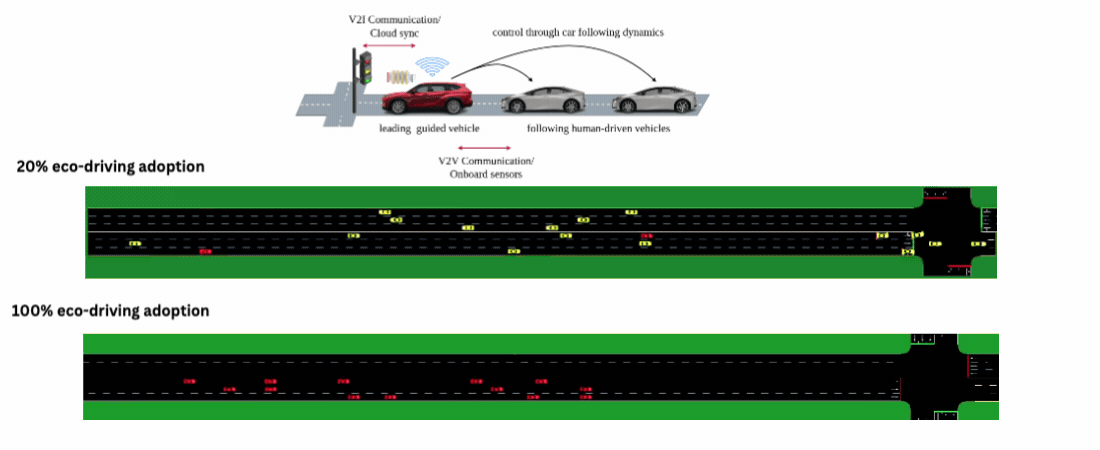 V2I Communication/
Cloud sync
control through car following dynamics
leading guided vehicle
following human-driven vehicles
V2V Communication/
Onboard sensors
20% eco-driving adoption
100% eco-driving adoption